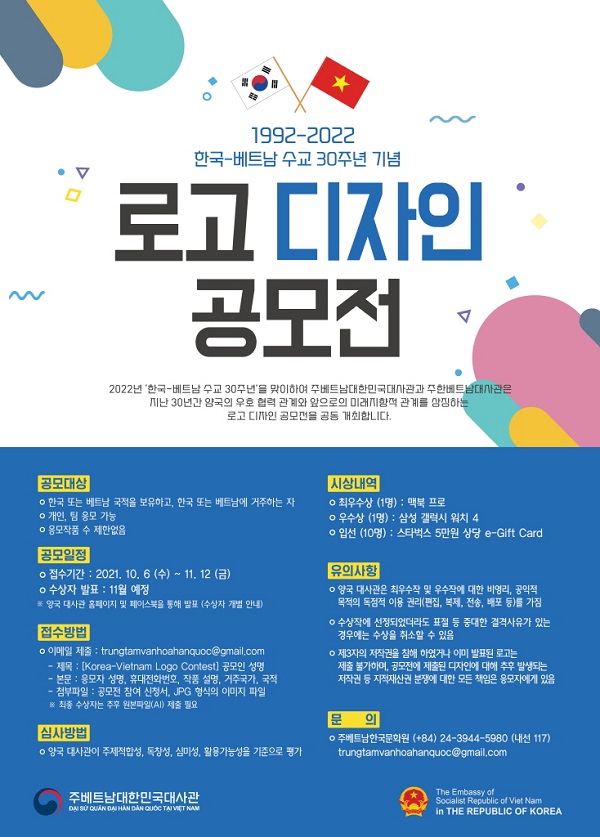 1992-2022
한국-베트남 수교 30주년 기념
로고 디자인
공모전
2022년 '한국-베트남 수교 30주년'을 맞이하여 주베트남대한민국대사관과 주한베트남대사관은
지난 30년간 양국의 우호 협력 관계와 앞으로의 미래지향적 관계를 상징하는
로고 디자인 공모전을 공동 개최합니다.
공모대상
한국 또는 베트남 국적을 보유하고, 한국 또는 베트남에 거주하는 자
개인, 팀 응모 가능
응모작품 수 제한없음
공모일정
접수기간 : 2021. 10. 6 (수) ~ 11. 12 (금)
수상자 발표 : 11월 예정
※ 양국 대사관 홈페이지 및 페이스북을 통해 발표 (수상자 개별 안내)
접수방법
이메일 제출 : trungtamvanhoahanquoc@gmail.com
- 제목 : [Korea-Vietnam Logo Contest] 공모인 성명
- 본문 : 응모자 성명, 휴대전화번호, 작품 설명, 거주국가, 국적
- 첨부파일 : 공모전 참여 신청서, JPG 형식의 이미지 파일
※ 최종 수상자는 추후 원본파일(AI) 제출 필요
심사방법
양국 대사관이 주제적합성, 독창성, 심미성, 활용가능성을 기준으로 평가
시상내역
최우수상 (1명) : 맥북 프로
우수상 (1명) : 삼성 갤럭시 워치 4
입선 (10명) : 스타벅스 5만원 상당 e-Gift Card
유의사항
양국 대사관은 최우수작 및 우수작에 대한 비영리, 공익적
목적의 독점적 이용 권리(편집, 복제, 전송, 배포 등)를 가짐
수상작에 선정되었더라도 표절 등 중대한 결격사유가 있는
경우에는 수상을 취소할 수 있음
제3자의 저작권을 침해 하였거나 이미 발표된 로고는
제출 불가하며, 공모전에 제출된 디자인에 대해 추후 발생되는
저작권 등 지적재산권 분쟁에 대한 모든 책임은 응모자에게 있음
문 의
주베트남한국문화원 (+84) 24-3944-5980 (내선 117)
trungtamvanhoahanquoc@gmail.com
주베트남대한민국대사관
ĐẠI SỨ QUÁN ĐẠI HÀN DÂN QUỐC TẠI VIỆT NAM
The Embassy of
Socialist Republic of Viet Nam
in THE REPUBLIC OF KOREA